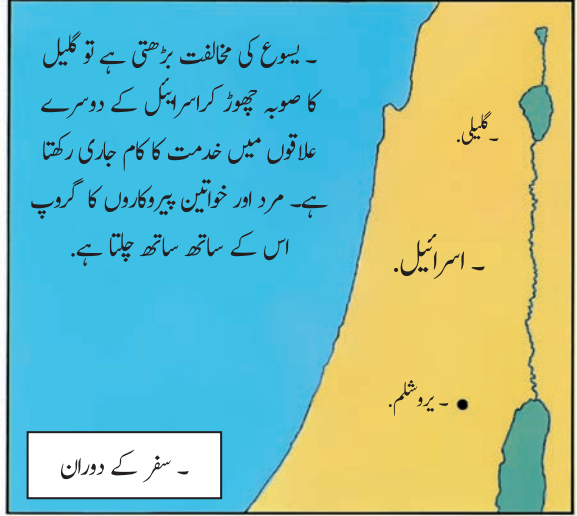 ۔ یسوع کی مخالفت بڑھتی ہے تو گلیل
کا صوبہ چھوڑ کراسرایئل کے دوسرے
علاقوں میں خدمت کا کام جاری رکھتا
ہے۔ مرد اور خواتین پیروکاروں کا گروپ
اس کے ساتھ ساتھ چلتا ہے.
۔ گلیلی.
۔ اسرائیل.
۔ یروشلم.
۔ سفر کے دوران